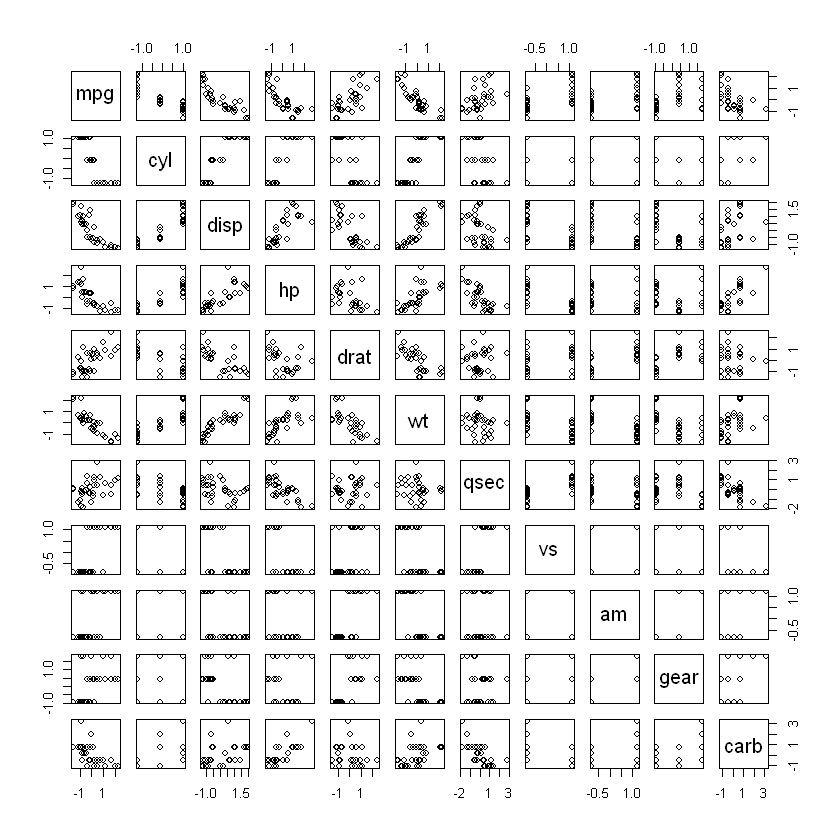 -1.0 1.0 -1 1 -1 1 -0.5 1.0 -1.0 1.0
mpg -1 1
-1.0 1.0 cyl
disp -1.0 1.5
-1 1 hp
drat -1 1
-1 1 wt
qsec -2 1 3
-0.5 1.0 vs
am -0.5 1.0
-1.0 1.0 gear
carb -1 1 3
-1 1 -1.0 1.5 -1 1 -2 1 3 -0.5 1.0 -1 1 3